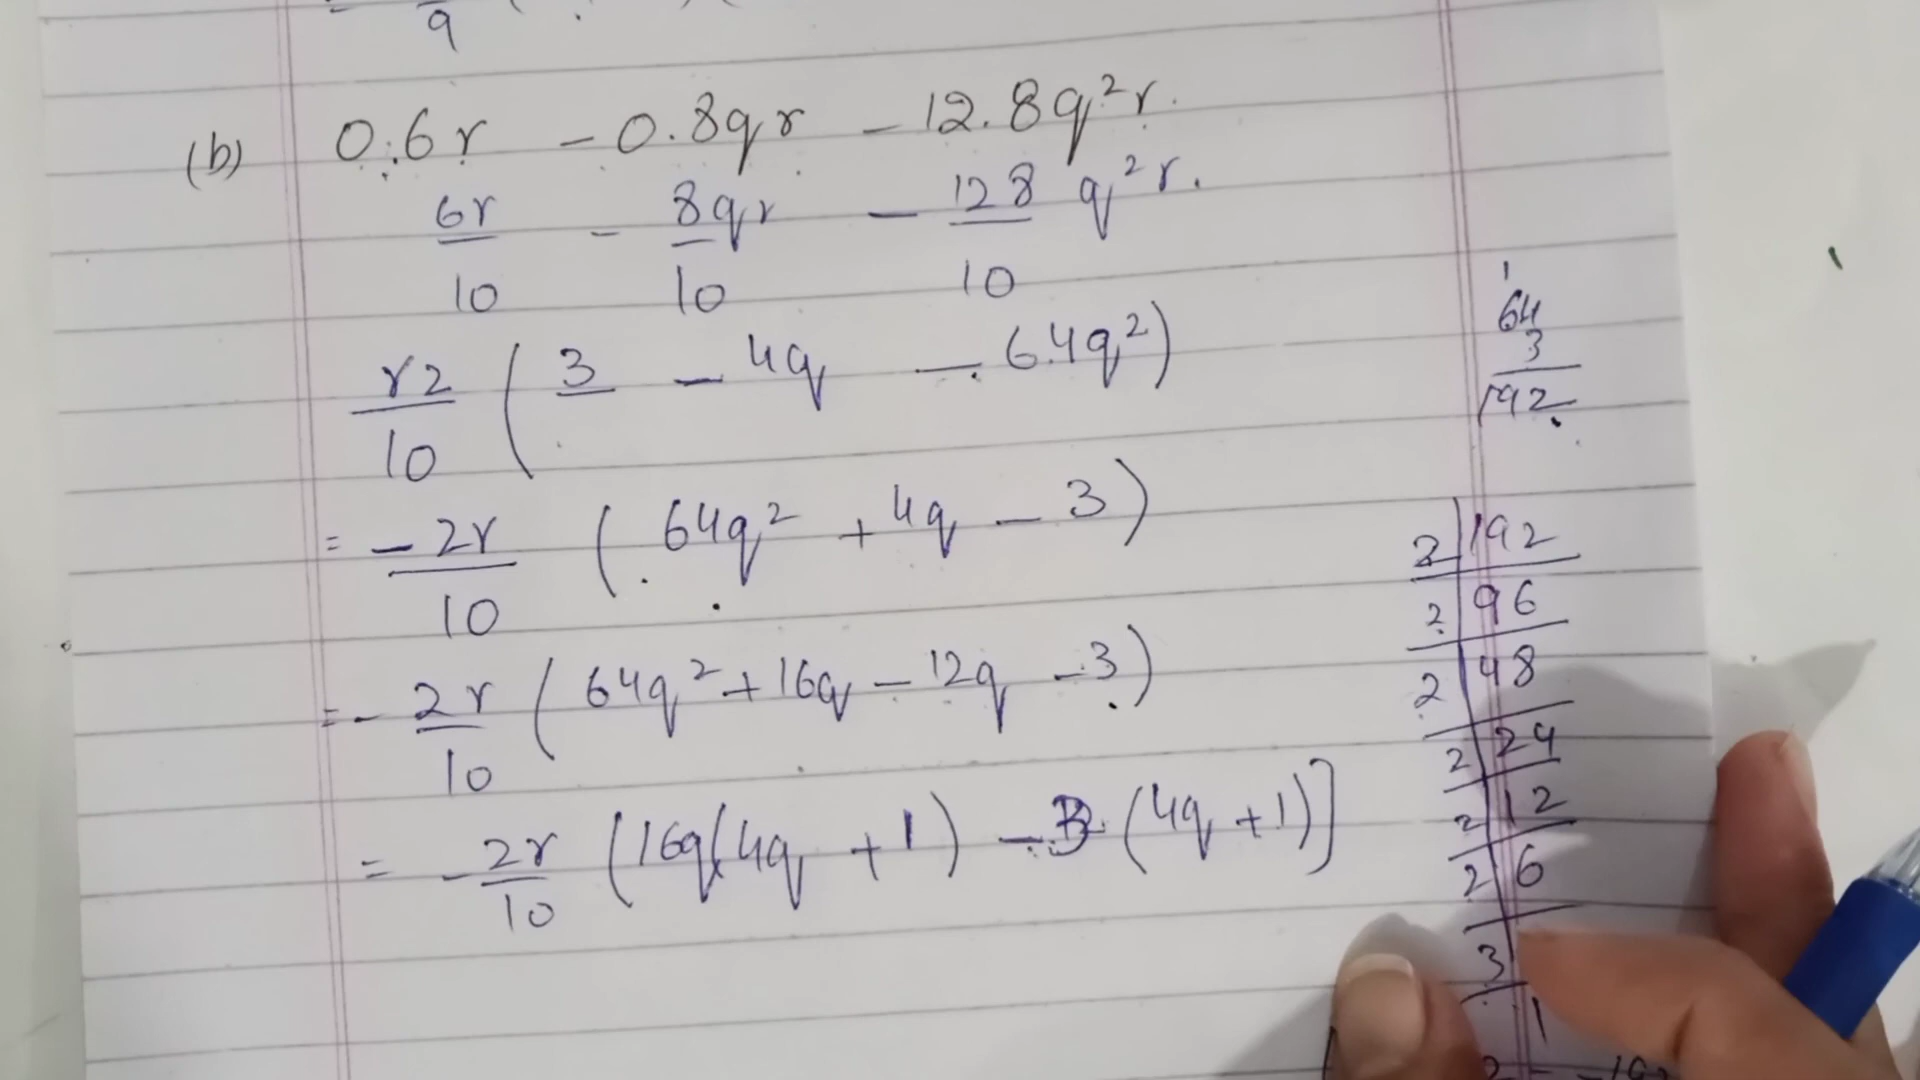 9
(b) 0.6r - 0.8qr - 12.8q²r.
6r/10 - 8qr/10 - 128/10 q²r.
r2/10 ( 3 - 4q - 64q²)
= -2r/10 ( 64q² + 4q - 3)
= -2r/10 ( 64q² + 16q - 12q - 3)
= -2r/10 (16q(4q + 1) - 3 (4q + 1)]
1
64
3
192
2 | 192
2 | 96
2 | 48
2 | 24
2 | 12
2 | 6
3
1